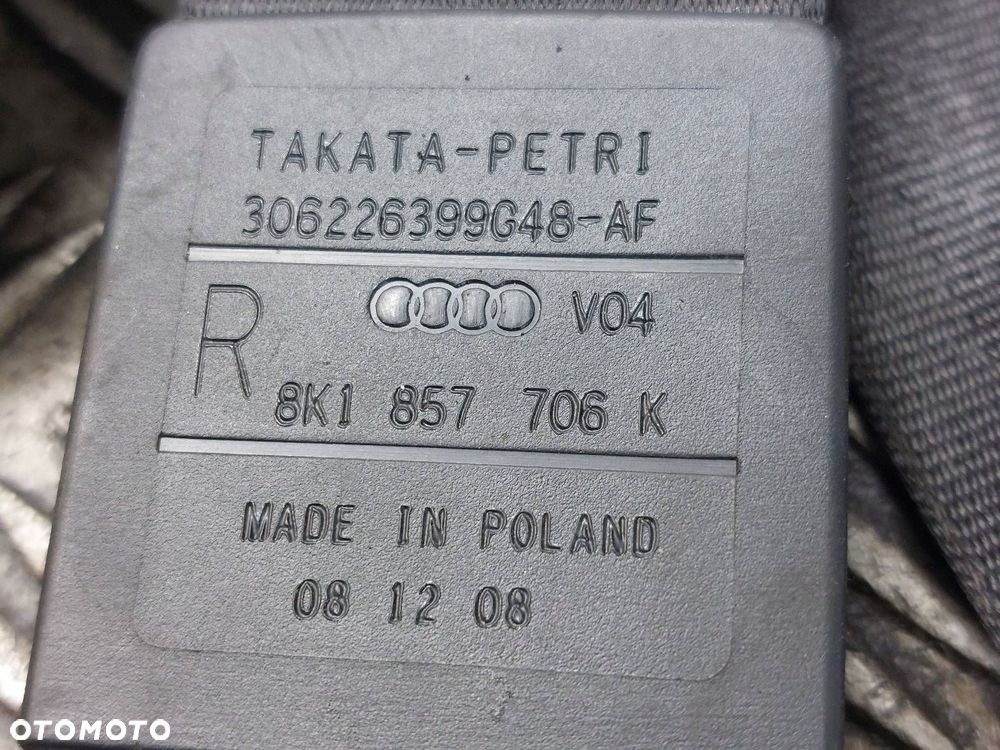 TAKATA-PETRI
306226399G48-AF
R
V04
8K1 857 706 K
MADE IN POLAND
08 12 08
OTOMOTO